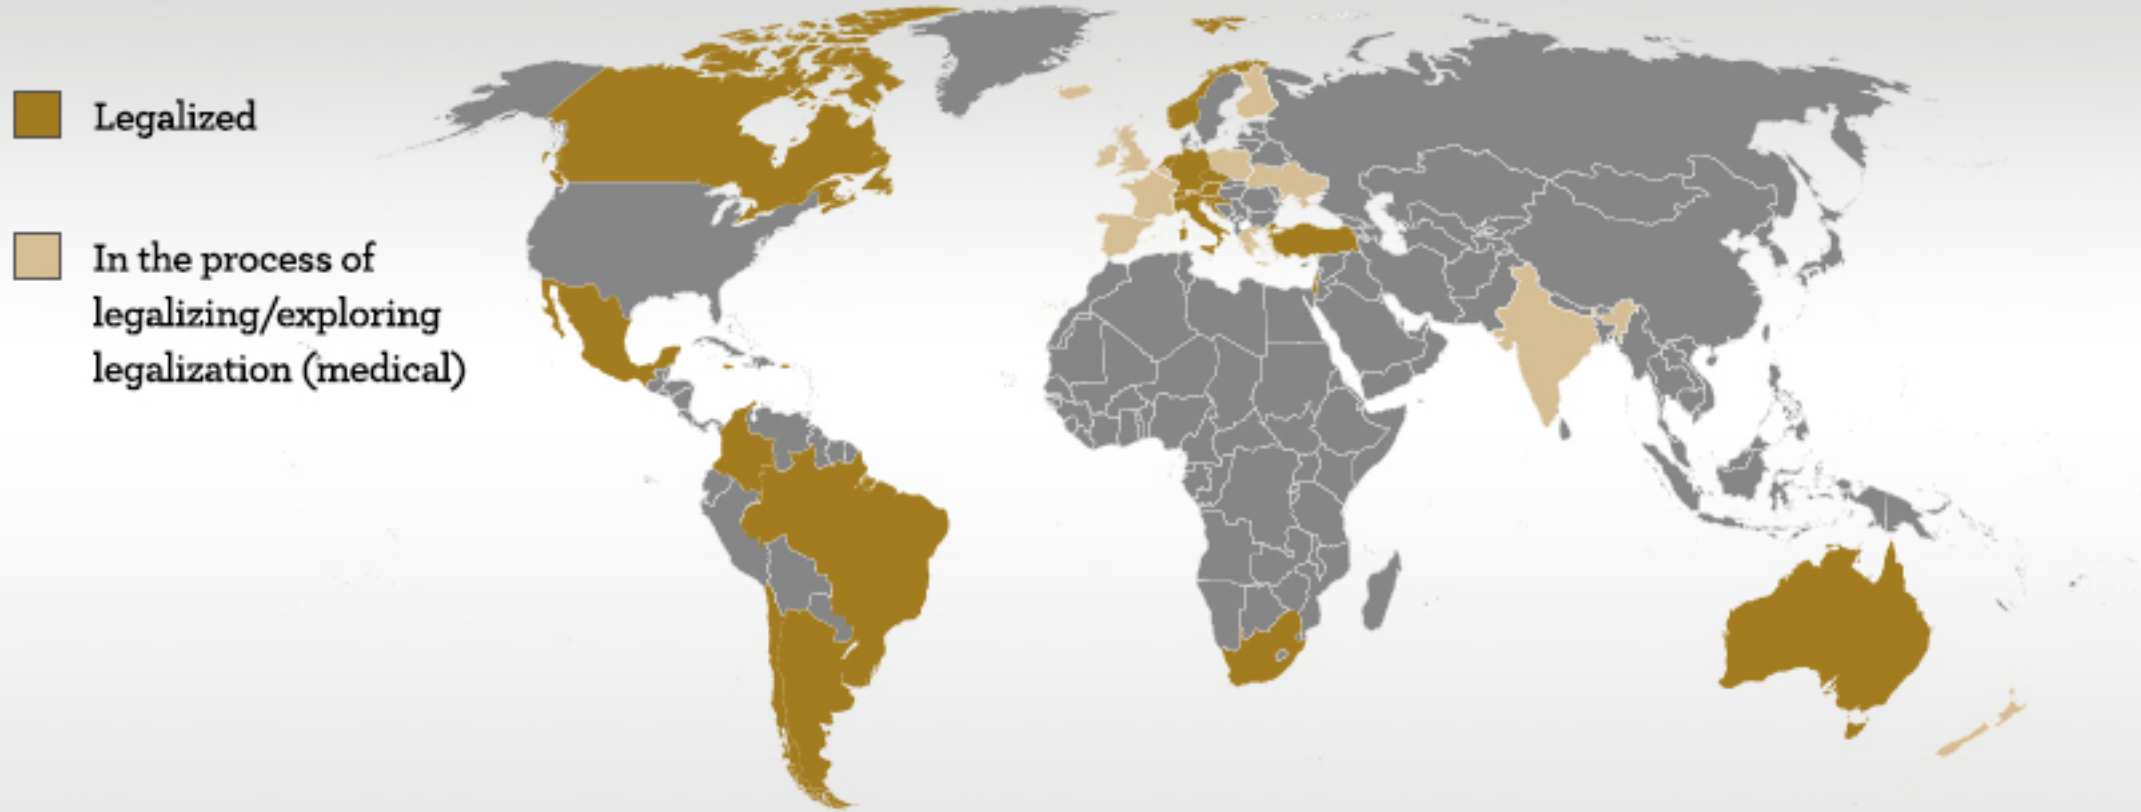 Legalized
In the process of
legalizing/exploring
legalization (medical)